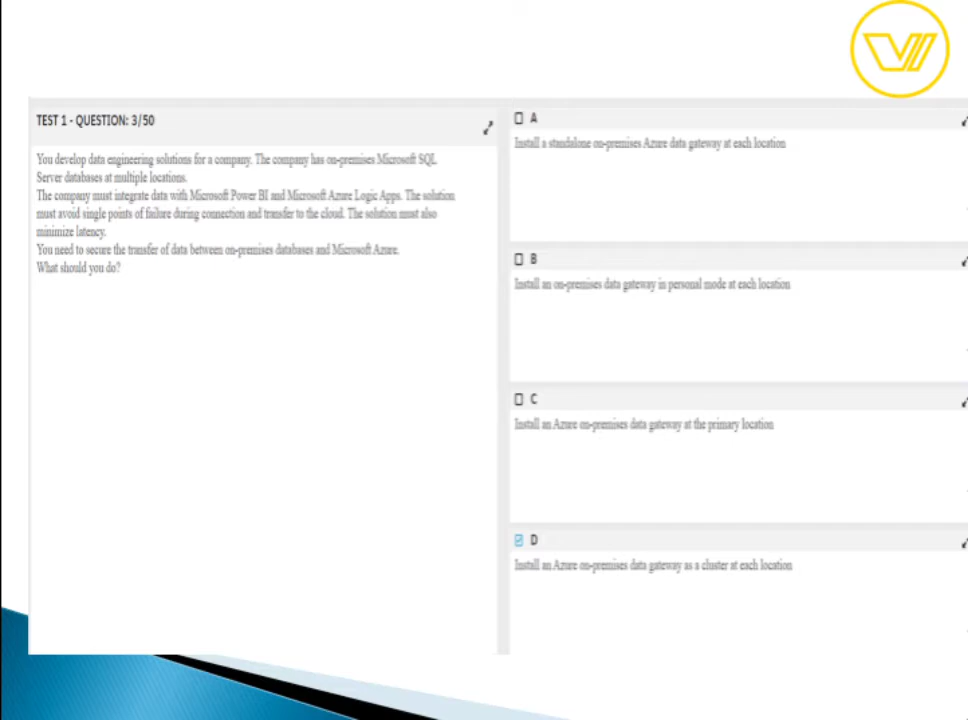 TEST 1 - QUESTION: 3/50
You develop data engineering solutions for a company. The company has on-premises Microsoft SQL
Server databases at multiple locations.
The company must integrate data with Microsoft Power BI and Microsoft Azure Logic Apps. The solution
must avoid single points of failure during connection and transfer to the cloud. The solution must also
minimize latency.
You need to secure the transfer of data between on-premises databases and Microsoft Azure.
What should you do?
A
Install a standalone on-premises Azure data gateway at each location
B
Install an on-premises data gateway in personal mode at each location
C
Install an Azure on-premises data gateway at the primary location
D
Install an Azure on-premises data gateway as a cluster at each location